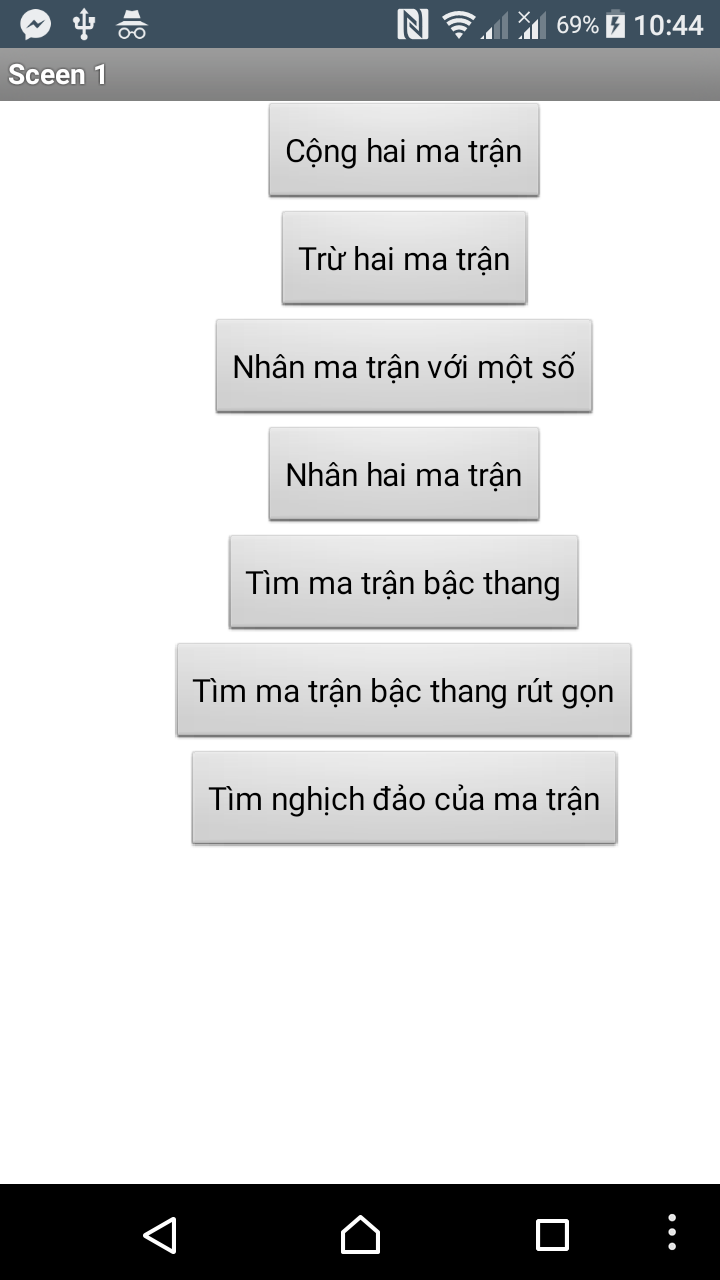 69% 10:44
Sceen 1
Cộng hai ma trận
Trừ hai ma trận
Nhân ma trận với một số
Nhân hai ma trận
Tìm ma trận bậc thang
Tìm ma trận bậc thang rút gọn
Tìm nghịch đảo của ma trận